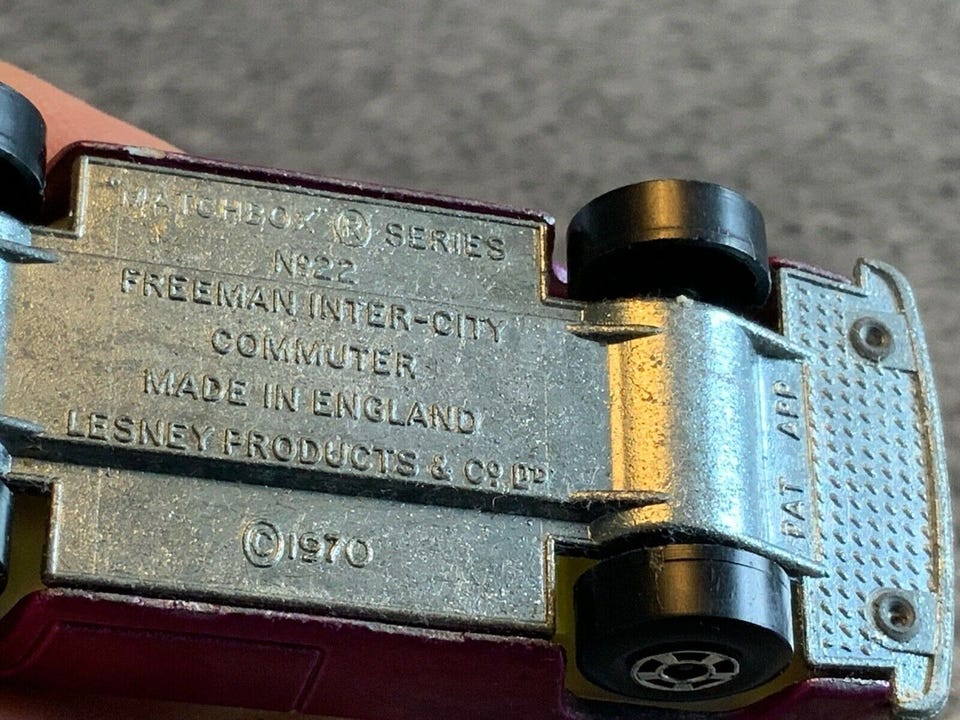 "MATCHBOX" ® SERIES
Nº22
FREEMAN INTER-CITY
COMMUTER
MADE IN ENGLAND
LESNEY PRODUCTS & Cº LTD
© 1970
PAT APP